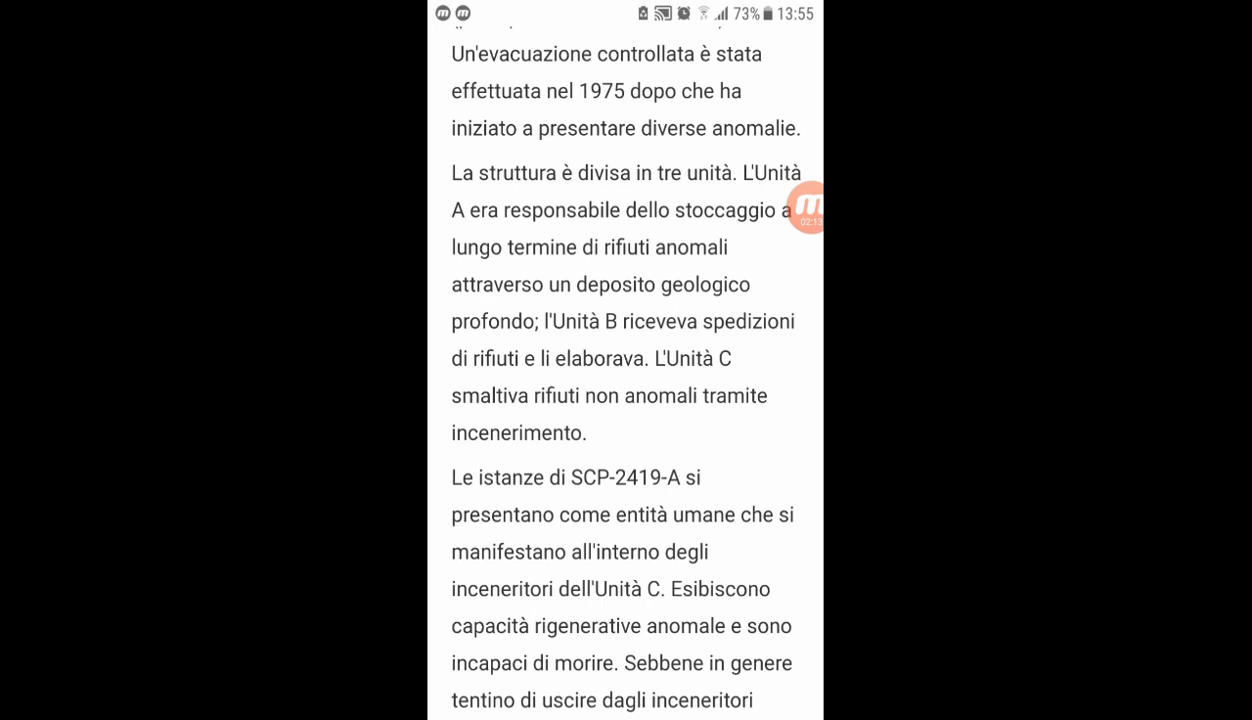 73% 13:55
Un'evacuazione controllata è stata
effettuata nel 1975 dopo che ha
iniziato a presentare diverse anomalie.
La struttura è divisa in tre unità. L'Unità
A era responsabile dello stoccaggio a
lungo termine di rifiuti anomali
attraverso un deposito geologico
profondo; l'Unità B riceveva spedizioni
di rifiuti e li elaborava. L'Unità C
smaltiva rifiuti non anomali tramite
incenerimento.
Le istanze di SCP-2419-A si
presentano come entità umane che si
manifestano all'interno degli
inceneritori dell'Unità C. Esibiscono
capacità rigenerative anomale e sono
incapaci di morire. Sebbene in genere
tentino di uscire dagli inceneritori
02:13